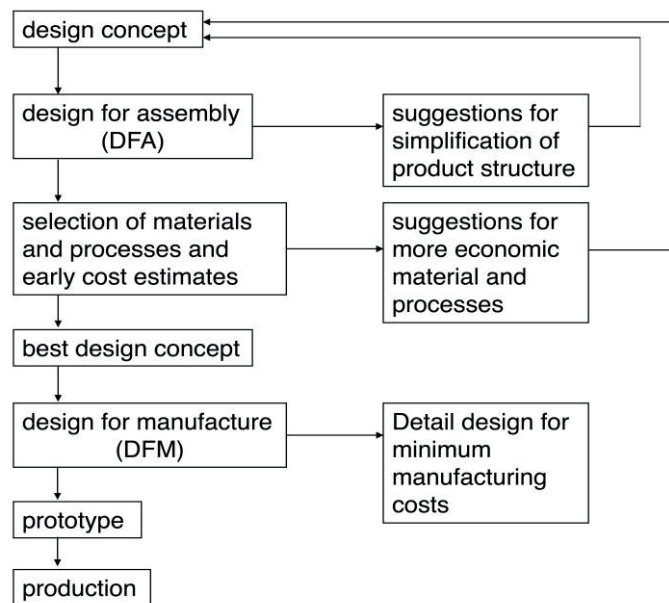 design concept
design for assembly
(DFA)
suggestions for
simplification of
product structure
selection of materials
and processes and
early cost estimates
suggestions for
more economic
material and
processes
best design concept
design for manufacture
(DFM)
Detail design for
minimum
manufacturing
costs
prototype
production